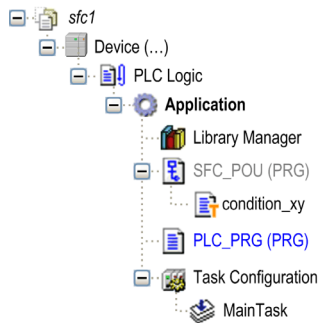 sfc1
Device (...)
PLC Logic
Application
Library Manager
SFC_POU (PRG)
condition_xy
PLC_PRG (PRG)
Task Configuration
MainTask